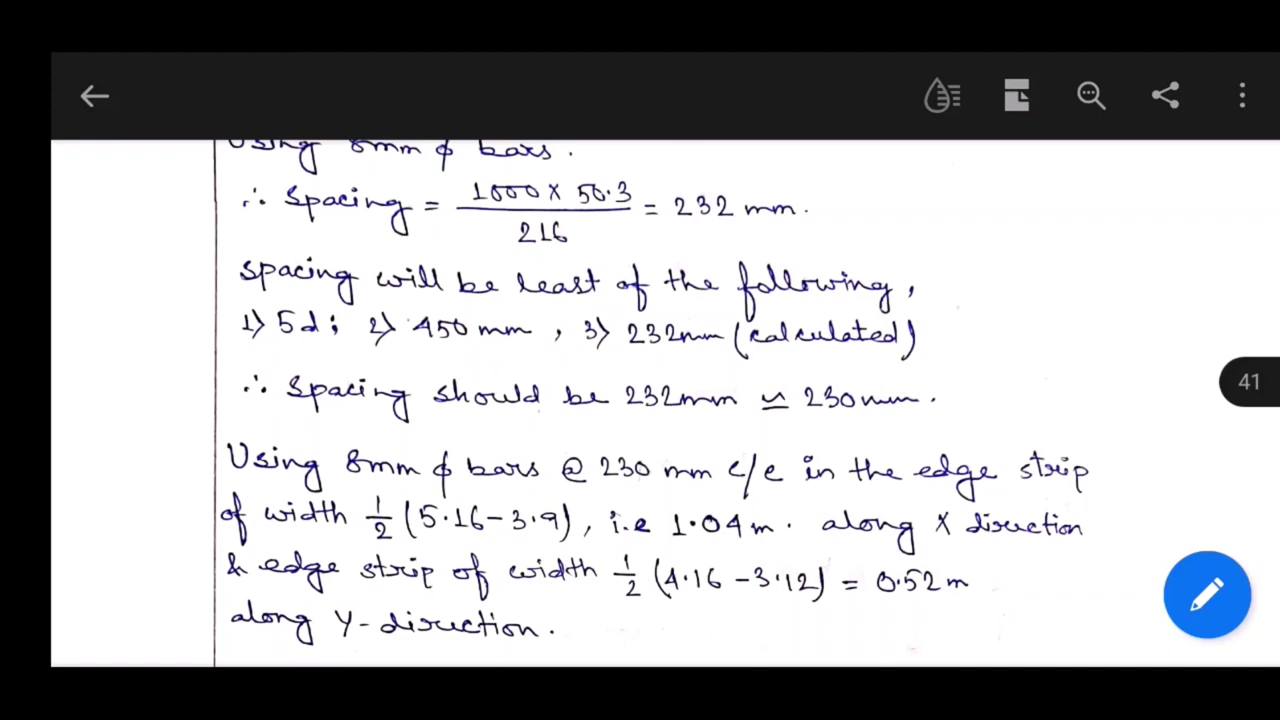 Using 8mm ϕ bars.
∴ Spacing = 1000 × 50.3 / 216 = 232 mm.
41
spacing will be least of the following,
1) 5d; 2) 450 mm, 3) 232mm (calculated)
∴ Spacing should be 232mm ≃ 230mm.
Using 8mm ϕ bars @ 230 mm c/c in the edge strip
of width 1/2 (5.16 - 3.9), i.e 1.04 m. along X direction
& edge strip of width 1/2 (4.16 - 3.12) = 0.52 m
along Y-direction.